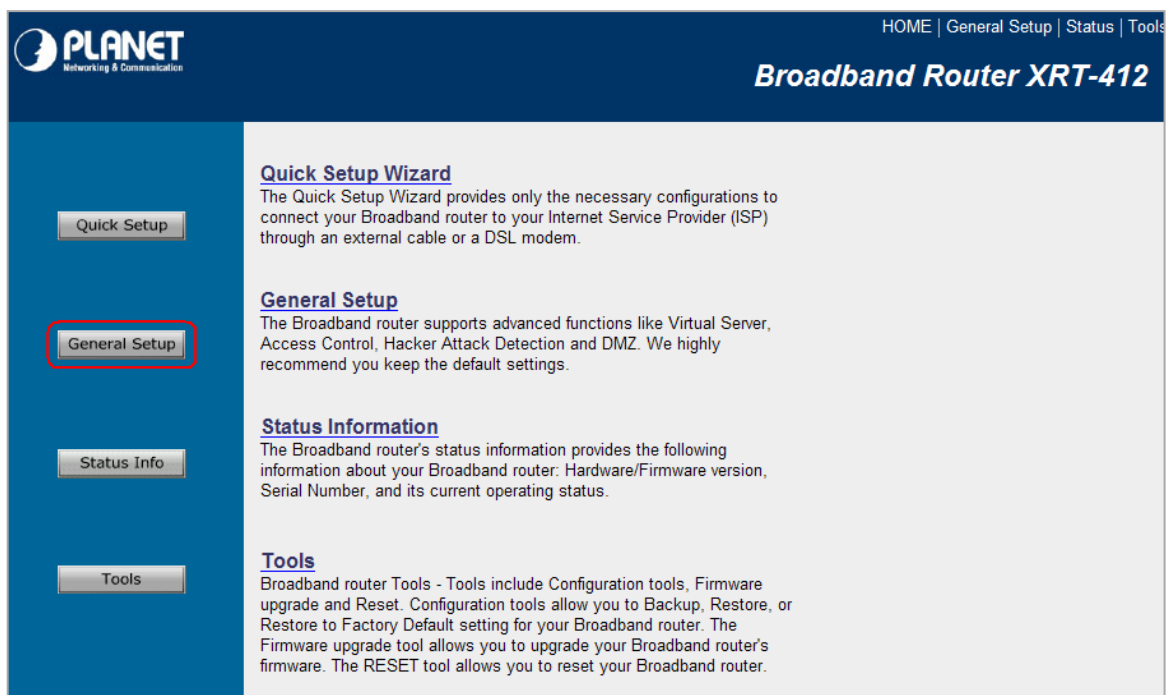 PLANET
Networking & Communication
HOME | General Setup | Status | Tools
Broadband Router XRT-412
Quick Setup
Quick Setup Wizard
The Quick Setup Wizard provides only the necessary configurations to
connect your Broadband router to your Internet Service Provider (ISP)
through an external cable or a DSL modem.
General Setup
General Setup
The Broadband router supports advanced functions like Virtual Server,
Access Control, Hacker Attack Detection and DMZ. We highly
recommend you keep the default settings.
Status Info
Status Information
The Broadband router's status information provides the following
information about your Broadband router: Hardware/Firmware version,
Serial Number, and its current operating status.
Tools
Tools
Broadband router Tools - Tools include Configuration tools, Firmware
upgrade and Reset. Configuration tools allow you to Backup, Restore, or
Restore to Factory Default setting for your Broadband router. The
Firmware upgrade tool allows you to upgrade your Broadband router's
firmware. The RESET tool allows you to reset your Broadband router.